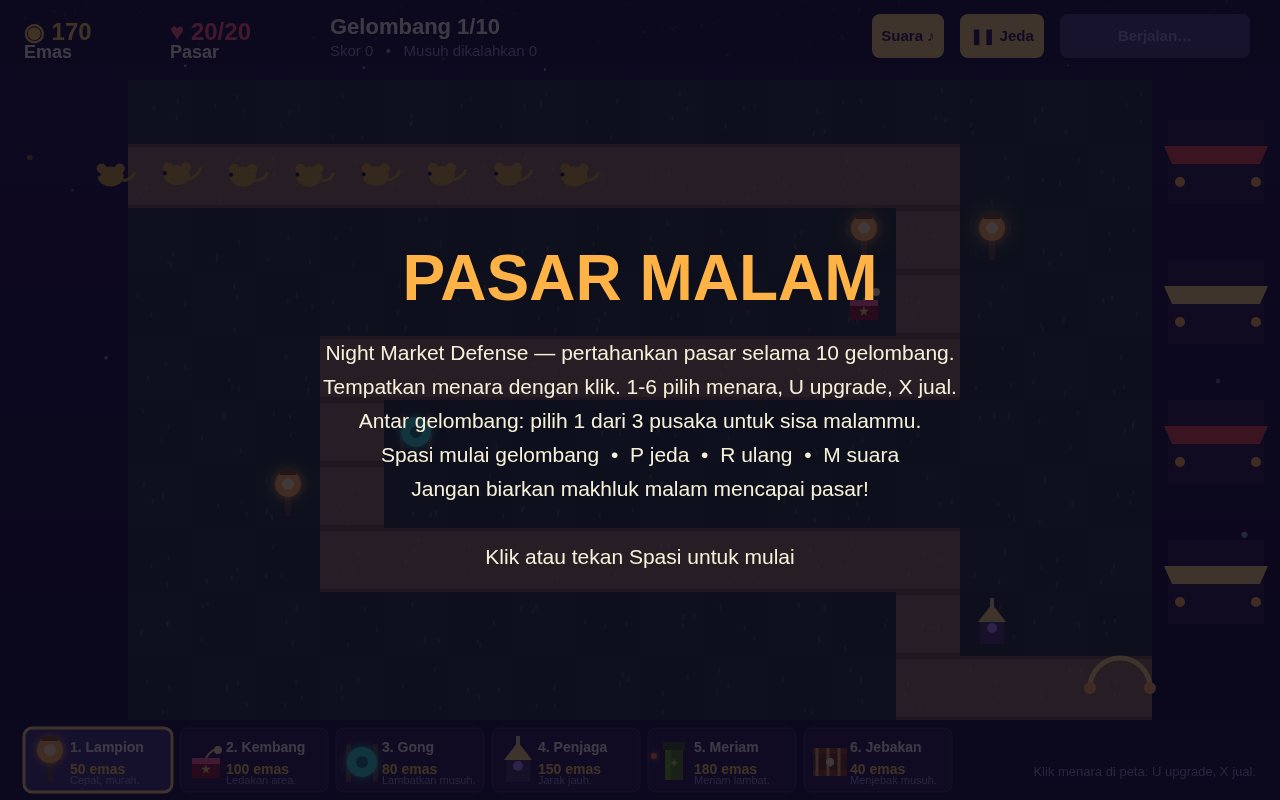 ◉ 170
Emas
♥ 20/20
Pasar
Gelombang 1/10
Skor 0 • Musuh dikalahkan 0
Suara ♪
❚❚ Jeda
Berjalan...
PASAR MALAM
Night Market Defense — pertahankan pasar selama 10 gelombang.
Tempatkan menara dengan klik. 1-6 pilih menara, U upgrade, X jual.
Antar gelombang: pilih 1 dari 3 pusaka untuk sisa malammu.
Spasi mulai gelombang • P jeda • R ulang • M suara
Jangan biarkan makhluk malam mencapai pasar!
Klik atau tekan Spasi untuk mulai
1. Lampion
50 emas
Cepat, murah.
2. Kembang
100 emas
Ledakan area.
3. Gong
80 emas
Lambatkan musuh.
4. Penjaga
150 emas
Jarak jauh.
5. Meriam
180 emas
Meriam lambat.
6. Jebakan
40 emas
Menjebak musuh.
Klik menara di peta: U upgrade, X jual.